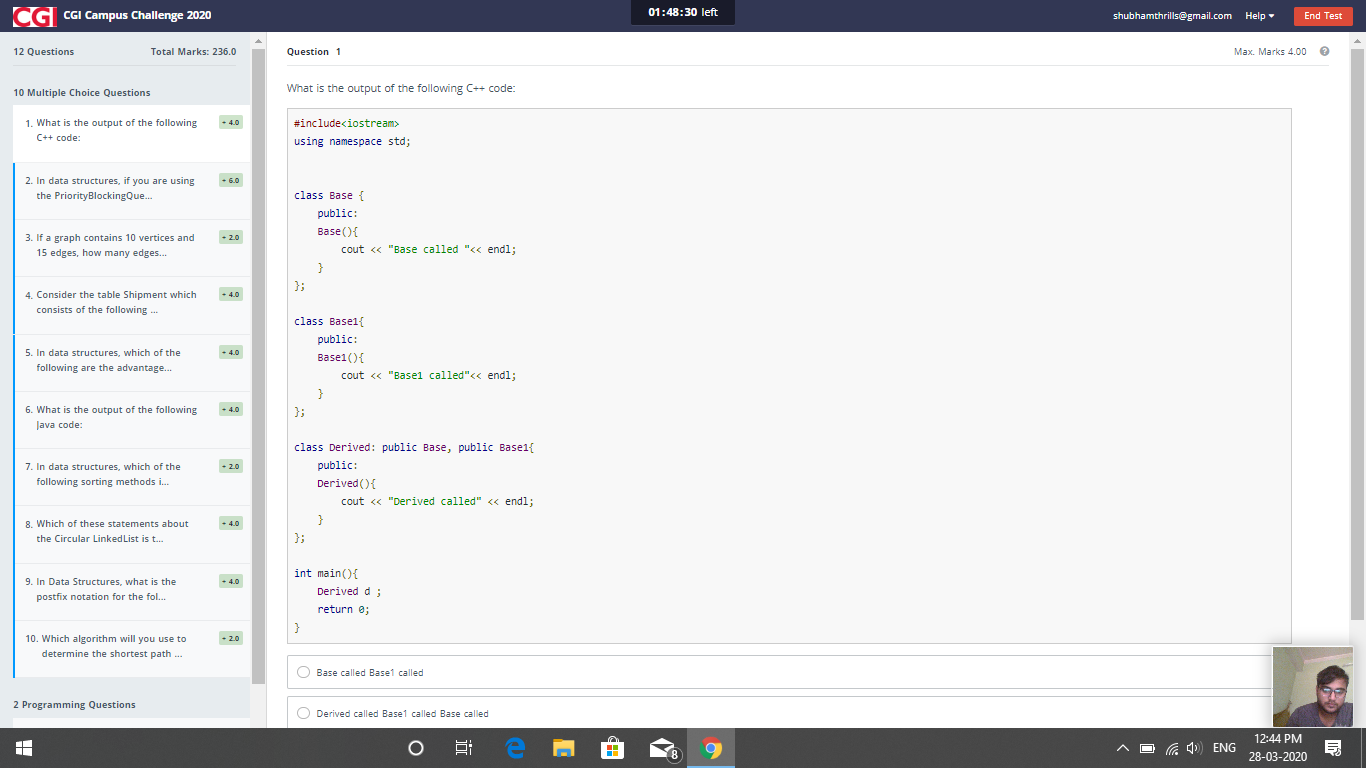 CGI CGI Campus Challenge 2020
01:48:30 left
shubhamthrills@gmail.com Help End Test
12 Questions Total Marks: 236.0
10 Multiple Choice Questions
1. What is the output of the following + 4.0
C++ code:
2. In data structures, if you are using + 6.0
the PriorityBlockingQue...
3. If a graph contains 10 vertices and + 2.0
15 edges, how many edges...
4. Consider the table Shipment which + 4.0
consists of the following ...
5. In data structures, which of the + 4.0
following are the advantage...
6. What is the output of the following + 4.0
Java code:
7. In data structures, which of the + 2.0
following sorting methods i...
8. Which of these statements about + 4.0
the Circular LinkedList is t...
9. In Data Structures, what is the + 4.0
postfix notation for the fol...
10. Which algorithm will you use to + 2.0
determine the shortest path ...
2 Programming Questions
Question 1 Max. Marks 4.00 ?
What is the output of the following C++ code:
#include<iostream>
using namespace std;
class Base {
public:
Base(){
cout << "Base called "<< endl;
}
};
class Base1{
public:
Base1(){
cout << "Base1 called"<< endl;
}
};
class Derived: public Base, public Base1{
public:
Derived(){
cout << "Derived called" << endl;
}
};
int main(){
Derived d ;
return 0;
}
Base called Base1 called
Derived called Base1 called Base called
8
ENG
12:44 PM
28-03-2020